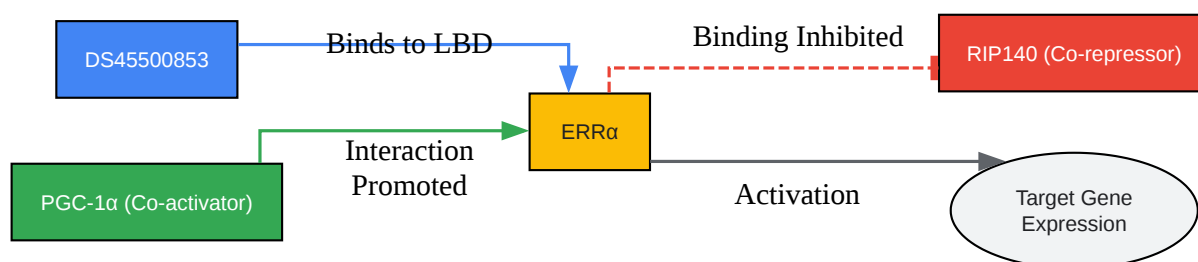 DS45500853
Binds to LBD
Binding Inhibited
RIP140 (Co-repressor)
ERRα
PGC-1α (Co-activator)
Interaction
Promoted
Activation
Target Gene
Expression